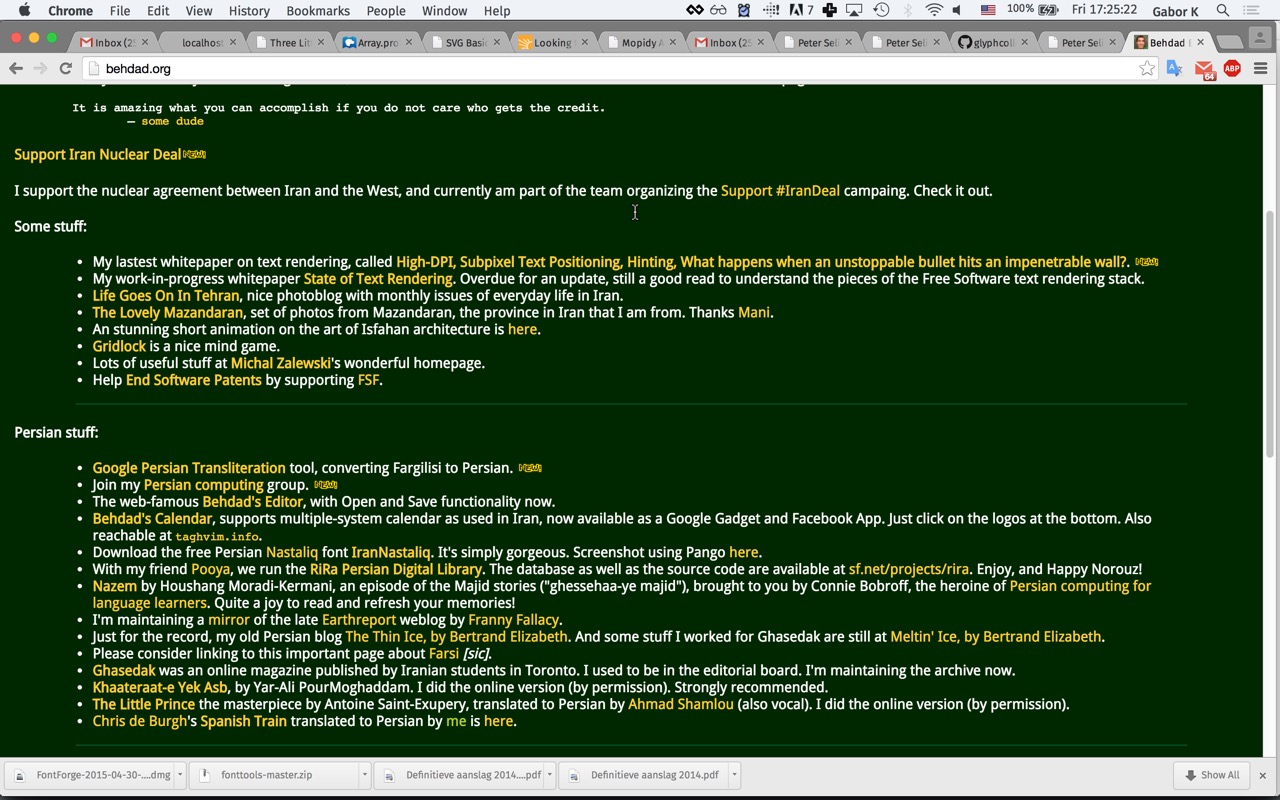 Chrome File Edit View History Bookmarks People Window Help 7 100% Fri 17:25:22 Gabor K
Inbox (25 localhos Three Lit Array.pro SVG Basic Looking Mopidy A Inbox (25 Peter Sel Peter Sel glyphcoll Peter Sel Behdad E
behdad.org 64 ABP
It is amazing what you can accomplish if you do not care who gets the credit.
— some dude
Support Iran Nuclear Deal NEW!
I support the nuclear agreement between Iran and the West, and currently am part of the team organizing the Support #IranDeal campaing. Check it out.
Some stuff:
• My lastest whitepaper on text rendering, called High-DPI, Subpixel Text Positioning, Hinting, What happens when an unstoppable bullet hits an impenetrable wall?. NEW!
• My work-in-progress whitepaper State of Text Rendering. Overdue for an update, still a good read to understand the pieces of the Free Software text rendering stack.
• Life Goes On In Tehran, nice photoblog with monthly issues of everyday life in Iran.
• The Lovely Mazandaran, set of photos from Mazandaran, the province in Iran that I am from. Thanks Mani.
• An stunning short animation on the art of Isfahan architecture is here.
• Gridlock is a nice mind game.
• Lots of useful stuff at Michal Zalewski's wonderful homepage.
• Help End Software Patents by supporting FSF.
Persian stuff:
• Google Persian Transliteration tool, converting Fargilisi to Persian. NEW!
• Join my Persian computing group. NEW!
• The web-famous Behdad's Editor, with Open and Save functionality now.
• Behdad's Calendar, supports multiple-system calendar as used in Iran, now available as a Google Gadget and Facebook App. Just click on the logos at the bottom. Also
reachable at taghvim.info.
• Download the free Persian Nastaliq font IranNastaliq. It's simply gorgeous. Screenshot using Pango here.
• With my friend Pooya, we run the RiRa Persian Digital Library. The database as well as the source code are available at sf.net/projects/rira. Enjoy, and Happy Norouz!
• Nazem by Houshang Moradi-Kermani, an episode of the Majid stories ("ghessehaa-ye majid"), brought to you by Connie Bobroff, the heroine of Persian computing for
language learners. Quite a joy to read and refresh your memories!
• I'm maintaining a mirror of the late Earthreport weblog by Franny Fallacy.
• Just for the record, my old Persian blog The Thin Ice, by Bertrand Elizabeth. And some stuff I worked for Ghasedak are still at Meltin' Ice, by Bertrand Elizabeth.
• Please consider linking to this important page about Farsi [sic].
• Ghasedak was an online magazine published by Iranian students in Toronto. I used to be in the editorial board. I'm maintaining the archive now.
• Khaateraat-e Yek Asb, by Yar-Ali PourMoghaddam. I did the online version (by permission). Strongly recommended.
• The Little Prince the masterpiece by Antoine Saint-Exupery, translated to Persian by Ahmad Shamlou (also vocal). I did the online version (by permission).
• Chris de Burgh's Spanish Train translated to Persian by me is here.
FontForge-2015-04-30-....dmg fonttools-master.zip Definitieve aanslag 2014....pdf Definitieve aanslag 2014.pdf Show All